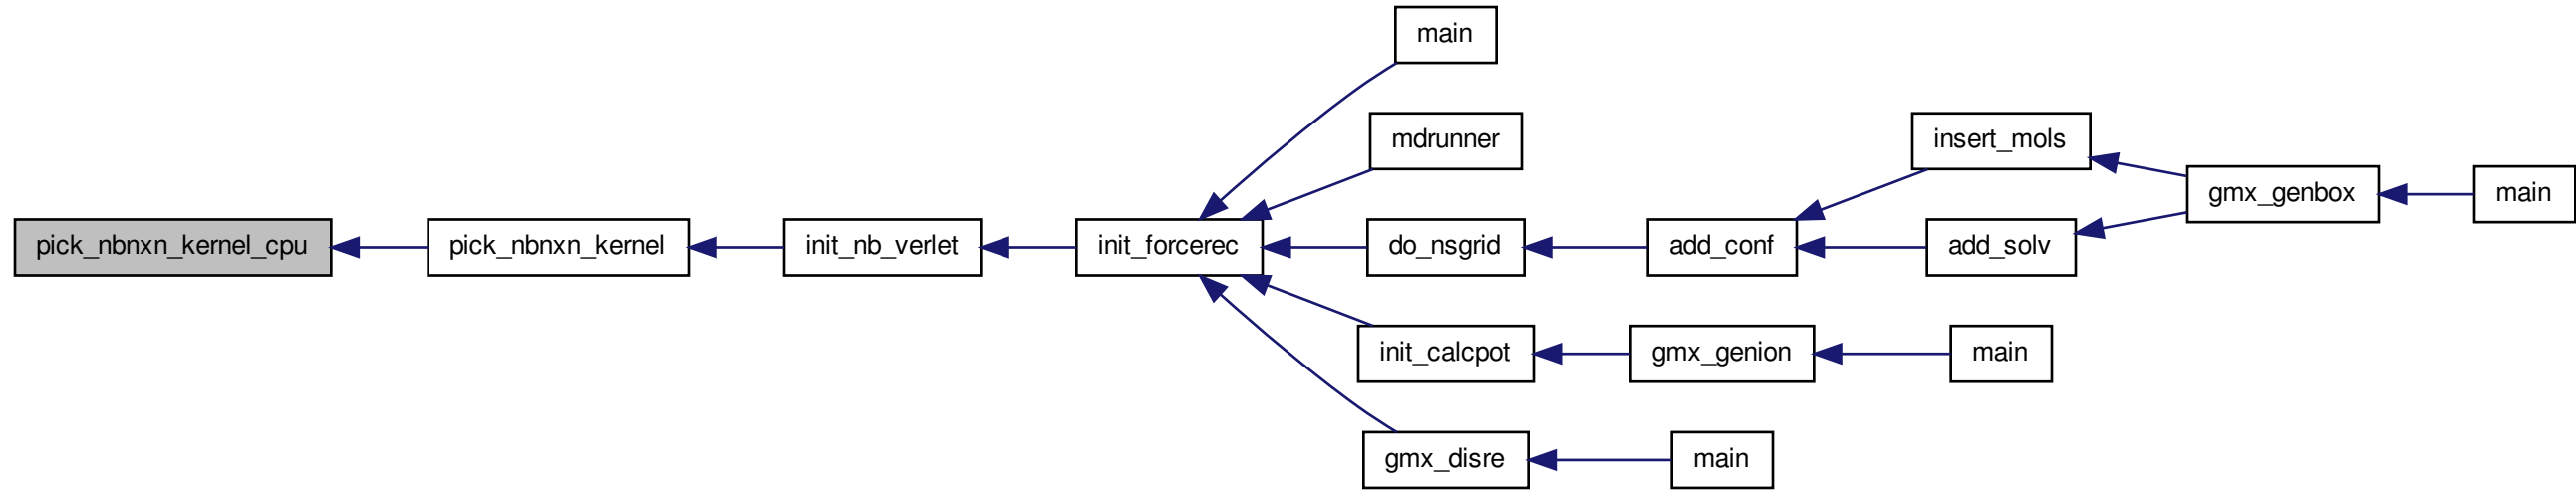 main
mdrunner
insert_mols
gmx_genbox
main
pick_nbnxn_kernel_cpu
pick_nbnxn_kernel
init_nb_verlet
init_forcerec
do_nsgrid
add_conf
add_solv
init_calcpot
gmx_genion
main
gmx_disre
main